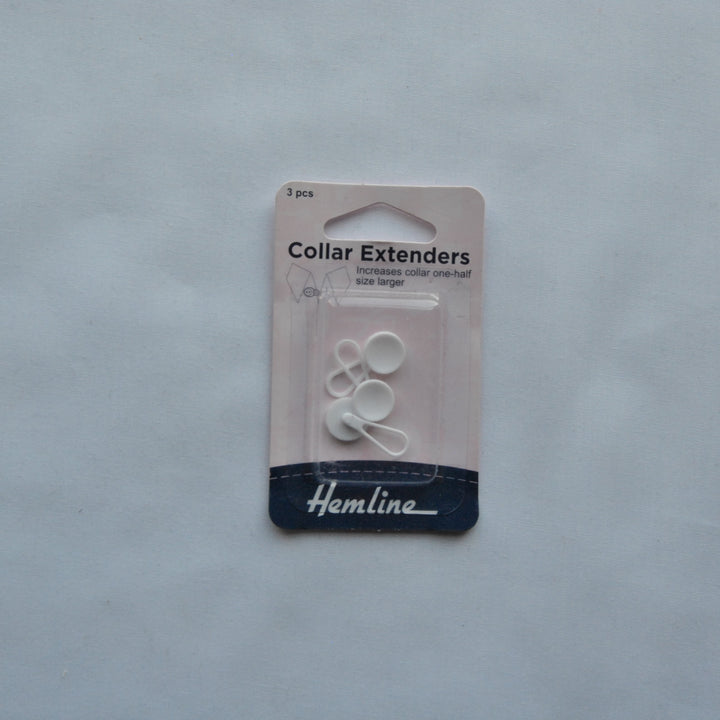 3 pcs
Collar Extenders
Increases collar one-half
size larger
Hemline